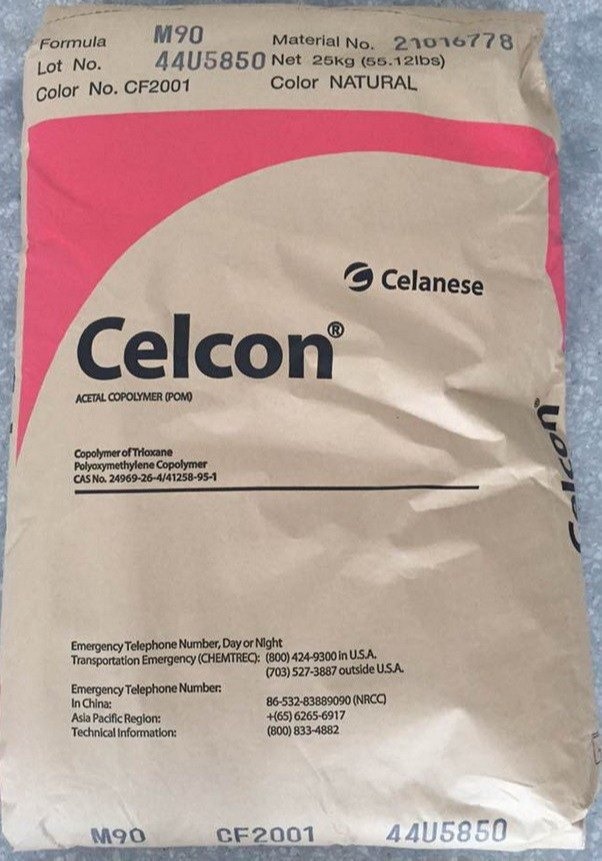 Formula M90 Material No. 21016778
Lot No. 44U5850 Net 25kg (55.12lbs)
Color No. CF2001 Color NATURAL
Celanese
Celcon®
ACETAL COPOLYMER (POM)
Copolymer of Trioxane
Polyoxymethylene Copolymer
CAS No. 24969-26-4/41258-95-1
Celcon
Emergency Telephone Number, Day or Night
Transportation Emergency (CHEMTREC): (800) 424-9300 in U.S.A.
(703) 527-3887 outside U.S.A.
Emergency Telephone Number:
In China: 86-532-83889090 (NRCC)
Asia Pacific Region: +(65) 6265-6917
Technical Information: (800) 833-4882
M90 CF2001 44U5850